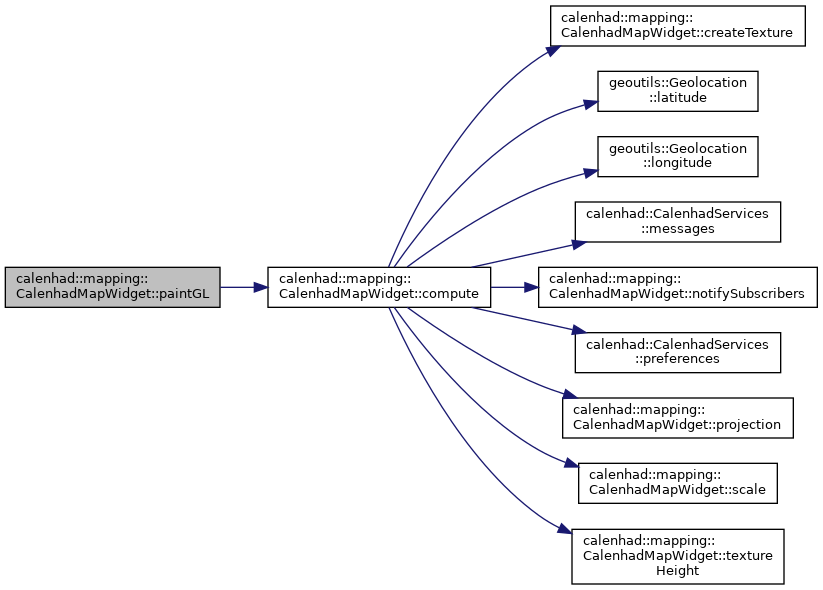 calenhad::mapping::
CalenhadMapWidget::paintGL
calenhad::mapping::
CalenhadMapWidget::compute
calenhad::mapping::
CalenhadMapWidget::createTexture
geoutils::Geolocation
::latitude
geoutils::Geolocation
::longitude
calenhad::CalenhadServices
::messages
calenhad::mapping::
CalenhadMapWidget::notifySubscribers
calenhad::CalenhadServices
::preferences
calenhad::mapping::
CalenhadMapWidget::projection
calenhad::mapping::
CalenhadMapWidget::scale
calenhad::mapping::
CalenhadMapWidget::texture
Height